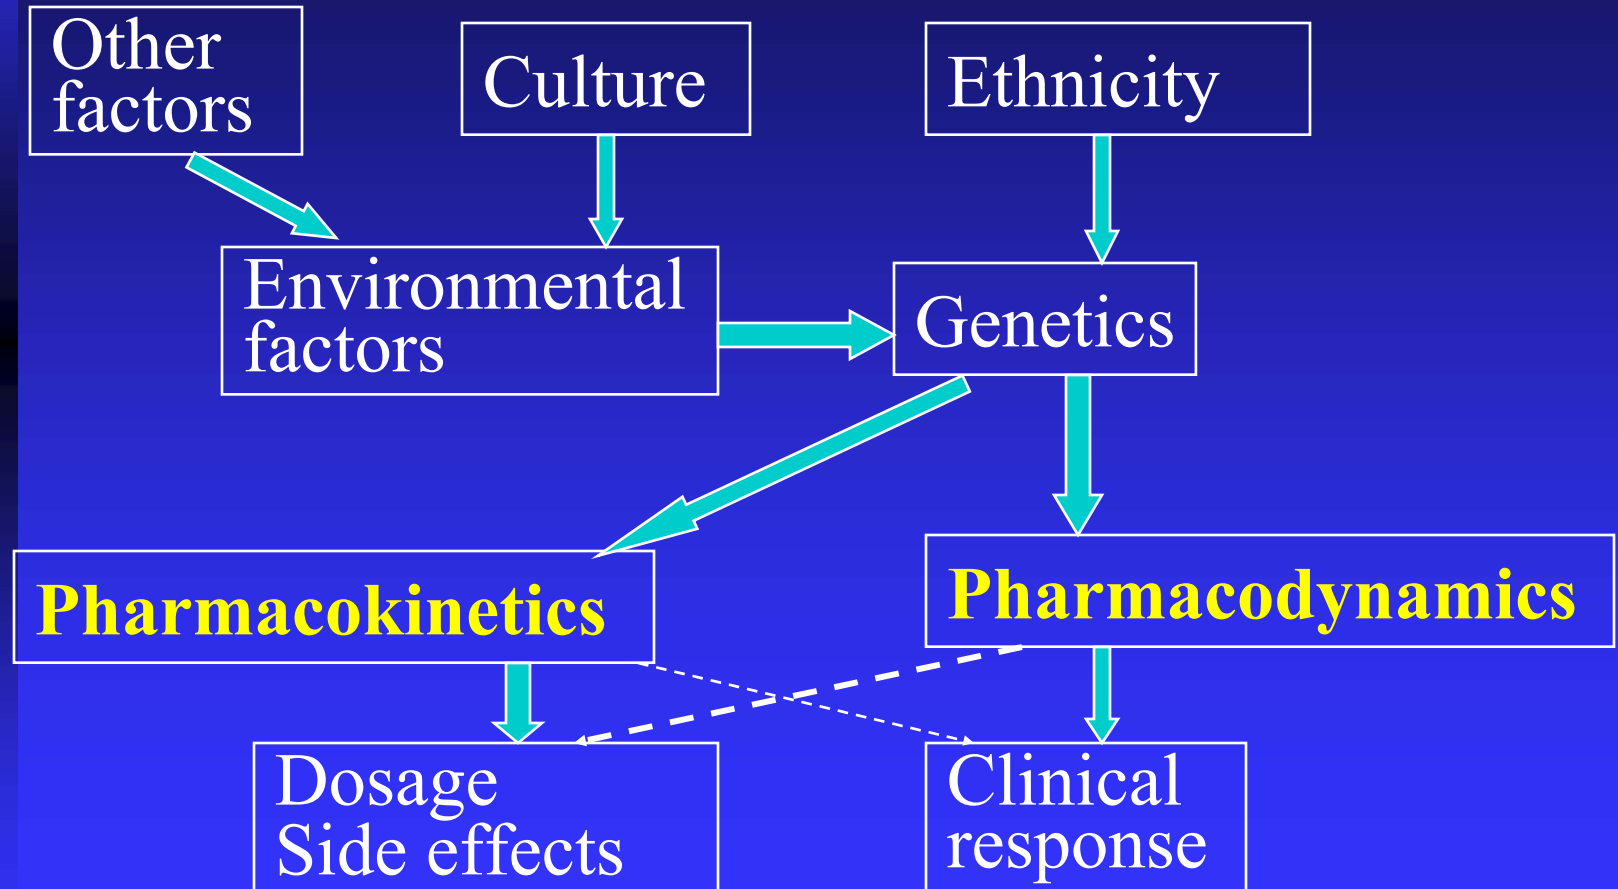 Other
factors
Culture
Ethnicity
Environmental
factors
Genetics
Pharmacokinetics
Pharmacodynamics
Dosage
Side effects
Clinical
response